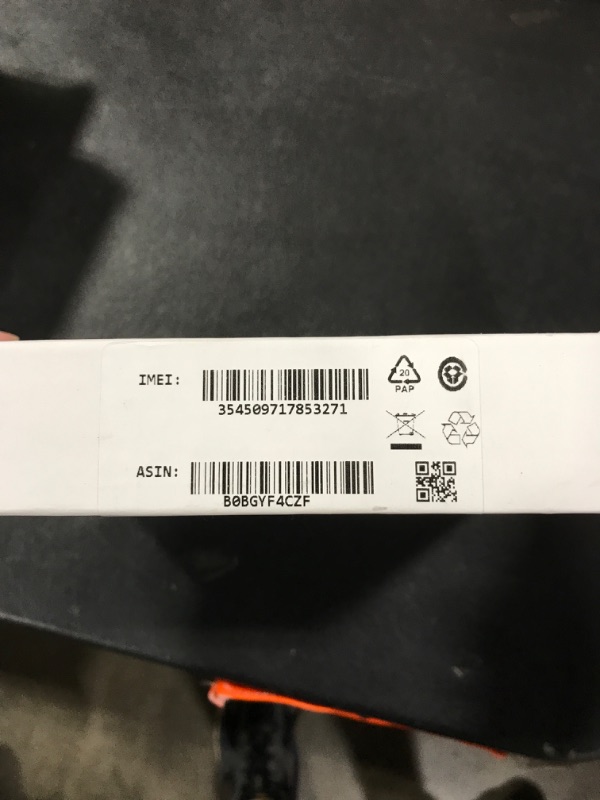 IMEI:
354509717853271
20
PAP
ASIN:
B0BGYF4CZF